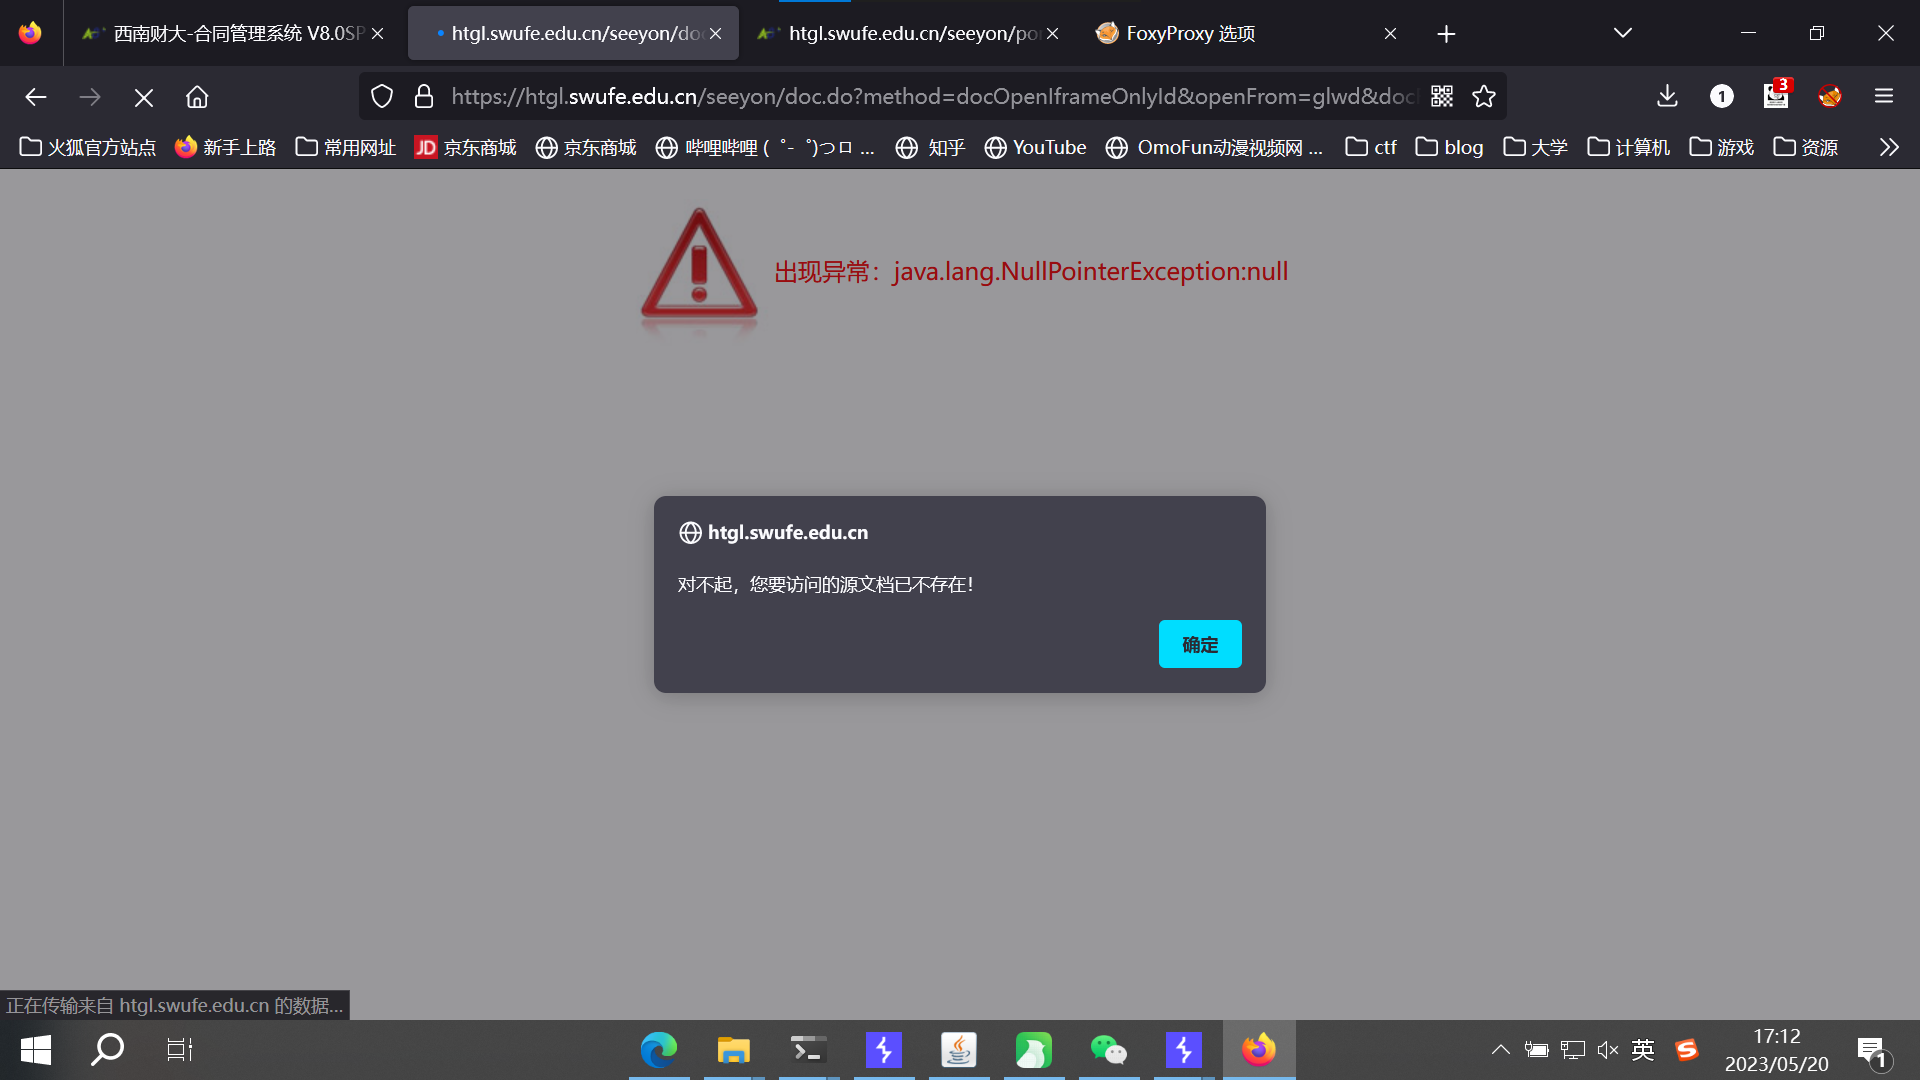 西南财大-合同管理系统 V8.0SP
htgl.swufe.edu.cn/seeyon/doc
htgl.swufe.edu.cn/seeyon/po
FoxyProxy 选项
https://htgl.swufe.edu.cn/seeyon/doc.do?method=docOpenIframeOnlyId&openFrom=glwd&doc
1
3
火狐官方站点
新手上路
常用网址
JD 京东商城
京东商城
哔哩哔哩 ( ゜- ゜)つロ ...
知乎
YouTube
OmoFun动漫视频网 ...
ctf
blog
大学
计算机
游戏
资源
出现异常：java.lang.NullPointerException:null
htgl.swufe.edu.cn
对不起，您要访问的源文档已不存在！
确定
正在传输来自 htgl.swufe.edu.cn 的数据...
英
17:12
2023/05/20
1